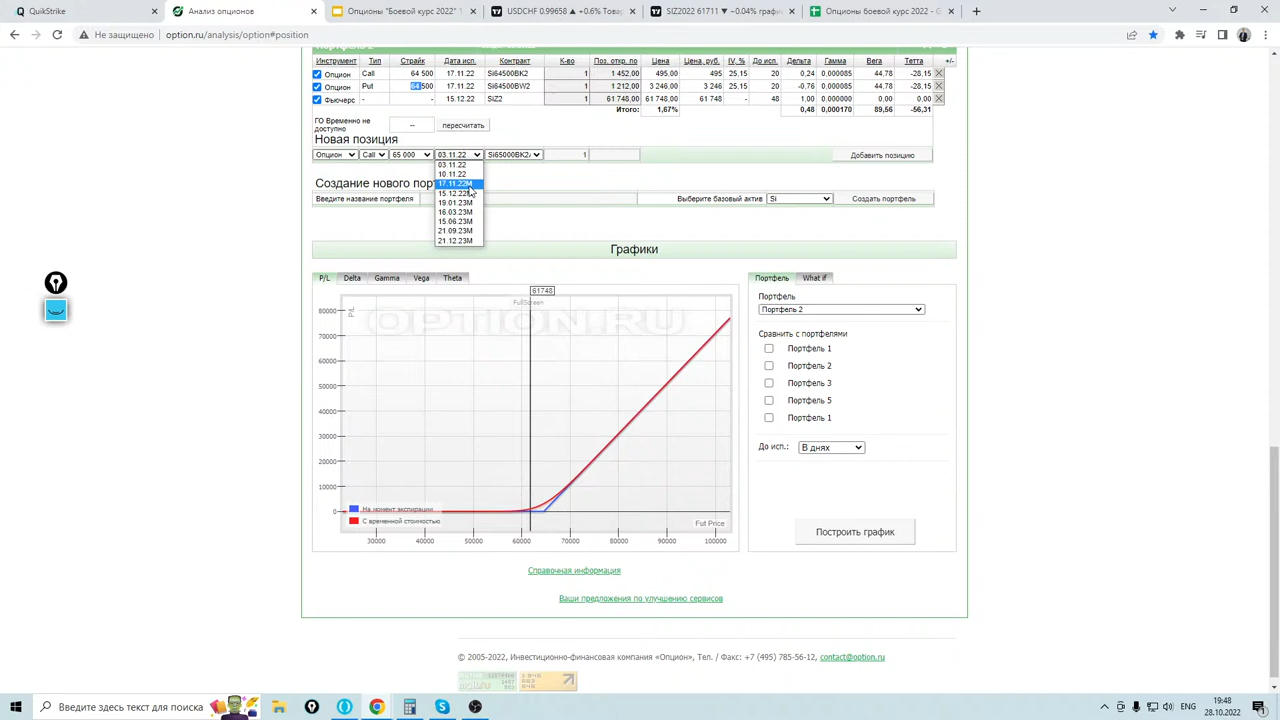 QuikStrike
Анализ опционов
Опционы "Боевой курс 2022"
USDCHF 0.99658 ▲ +0.6% Товар
SIZ2022 61711 ▼ −0.04% Форм
Опционы боевой курс 2022 - G
Не защищено option.ru/analysis/option#position
Инструмент Тип Страйк Дата исп. Контракт К-во Поз. откр. по Цена Цена, руб. IV, % До исп. Дельта Гамма Вега Тетта +/-
Опцион Call 64 500 17.11.22 Si64500BK2 1 1 452,00 495,00 495 25,15 20 0,24 0,000085 44,78 -28,15
Опцион Put 64 500 17.11.22 Si64500BW2 1 1 212,00 3 246,00 3 246 25,15 20 -0,76 0,000085 44,78 -28,15
Фьючерс - - 15.12.22 SiZ2 1 61 748,00 61 748,00 61 748 - 48 1,00 0,000000 0,00 0,00
Итого: 1,67% 0,48 0,000170 89,56 -56,31
ГО Временно не доступно -- пересчитать
Новая позиция
Опцион Call 65 000 03.11.22 Si65000BK2 1 Добавить позицию
03.11.22
10.11.22
17.11.22M
15.12.22M
19.01.23M
16.03.23M
15.06.23M
21.09.23M
21.12.23M
Создание нового порт
Введите название портфеля Выберите базовый актив Si Создать портфель
Графики
P/L Delta Gamma Vega Theta
61748
FullScreen
P/L
OPTION.RU
80000
70000
60000
50000
40000
30000
20000
10000
0
На момент экспирации
С временной стоимостью
Fut Price
30000 40000 50000 60000 70000 80000 90000 100000
Портфель What if
Портфель
Портфель 2
Сравнить с портфелями
Портфель 1
Портфель 2
Портфель 3
Портфель 5
Портфель 1
До исп.: В днях
Построить график
Справочная информация
Ваши предложения по улучшению сервисов
© 2005-2022, Инвестиционно-финансовая компания «Опцион», Тел. / Факс: +7 (495) 785-56-12, contact@option.ru
Введите здесь текст для поиска
19:48
28.10.2022